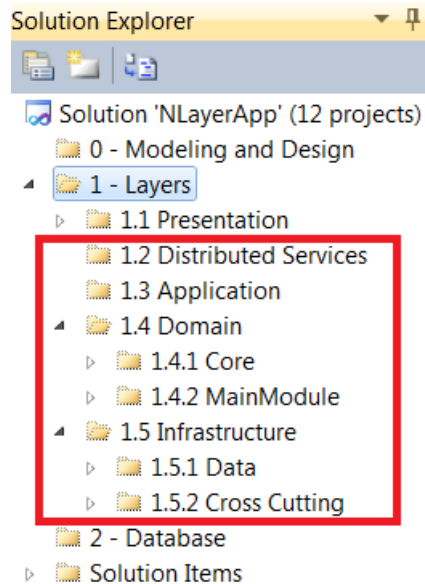 Solution Explorer
Solution 'NLayerApp' (12 projects)
0 - Modeling and Design
1 - Layers
1.1 Presentation
1.2 Distributed Services
1.3 Application
1.4 Domain
1.4.1 Core
1.4.2 MainModule
1.5 Infrastructure
1.5.1 Data
1.5.2 Cross Cutting
2 - Database
Solution Items